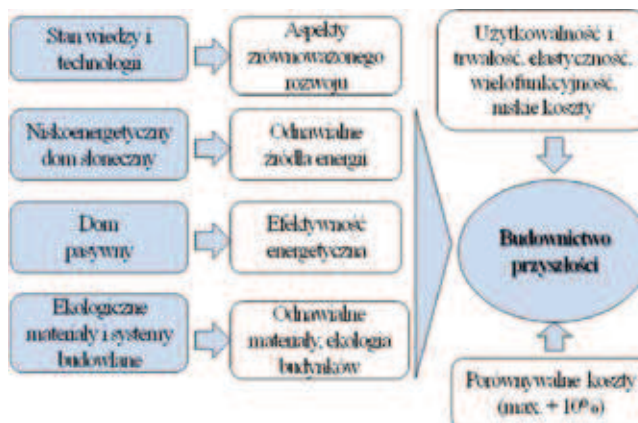 Stan wiedzy i
technologii
Aspekty
zrównoważonego
rozwoju
Niskoenergetyczny
dom słoneczny
Odnawialne
źródła energii
Dom
pasywny
Efektywność
energetyczna
Ekologiczne
materiały i systemy
budowlane
Odnawialne
materiały, ekologia
budynków
Użytkowalność i
trwałość, elastyczność,
wielofunkcyjność,
niskie koszty
Budownictwo
przyszłości
Porównywalne koszty
(max. + 10%)